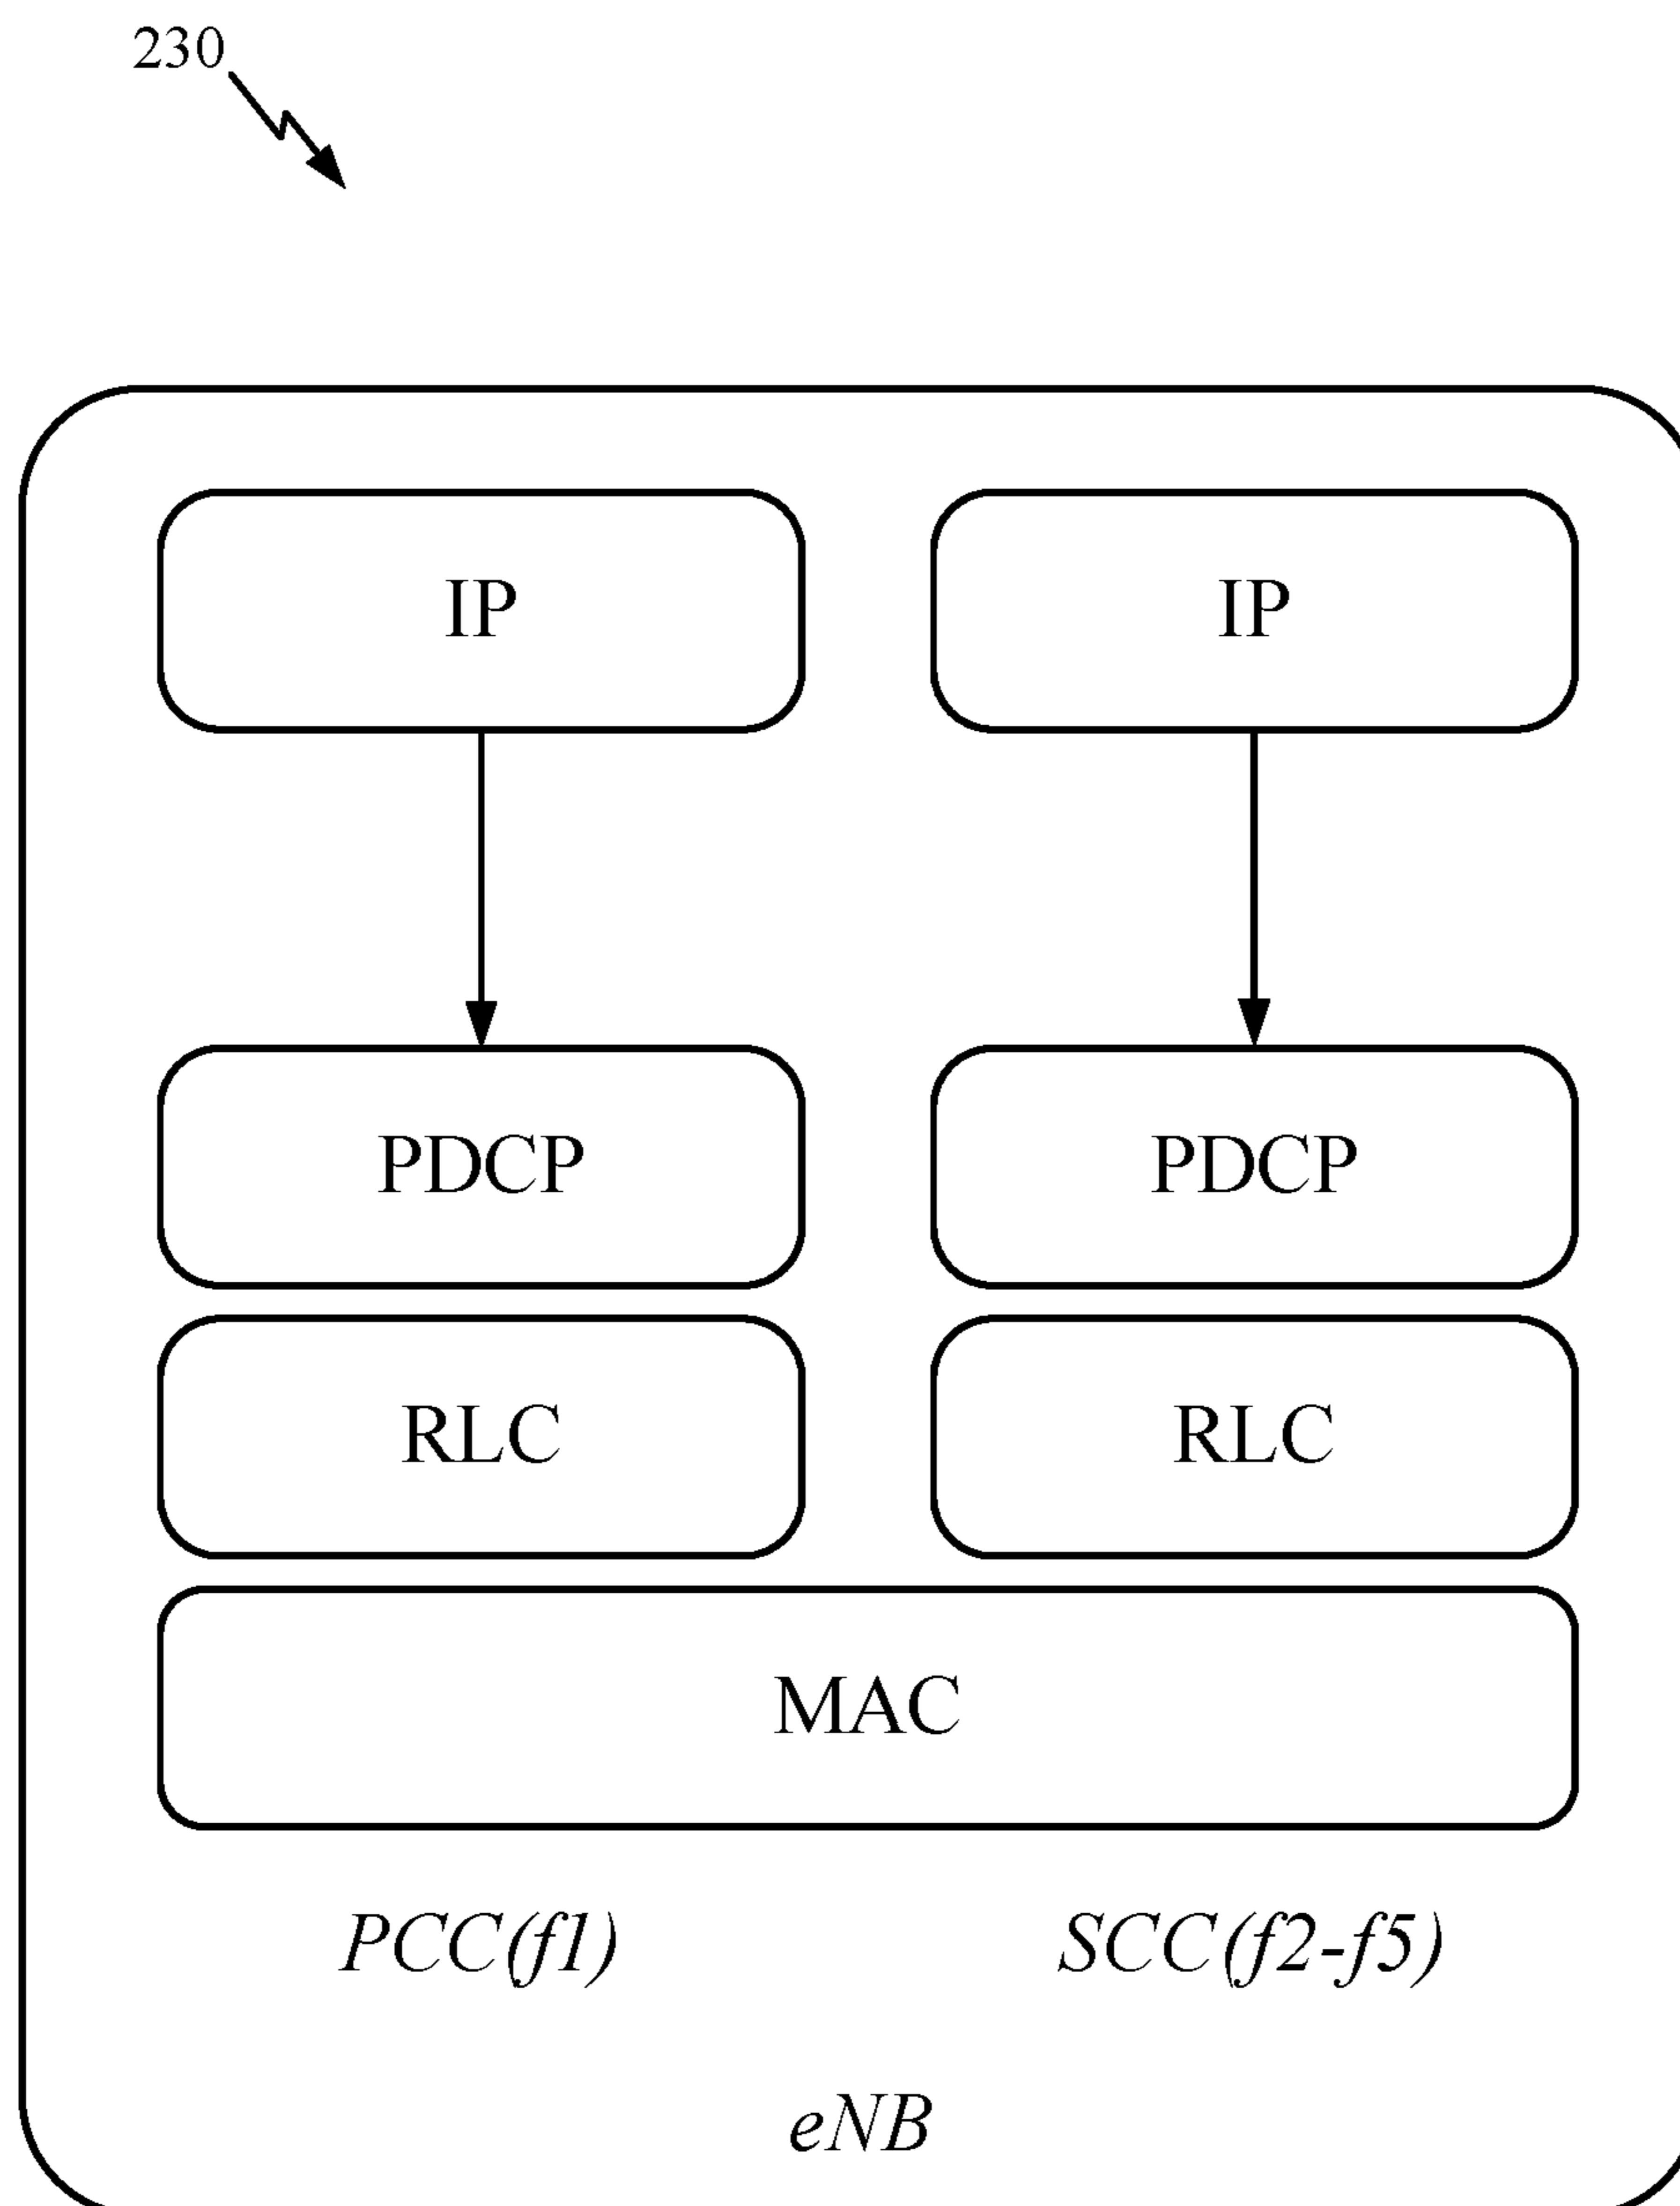 230
IP IP
PDCP PDCP
RLC RLC
MAC
PCC(f1) SCC(f2-f5)
eNB